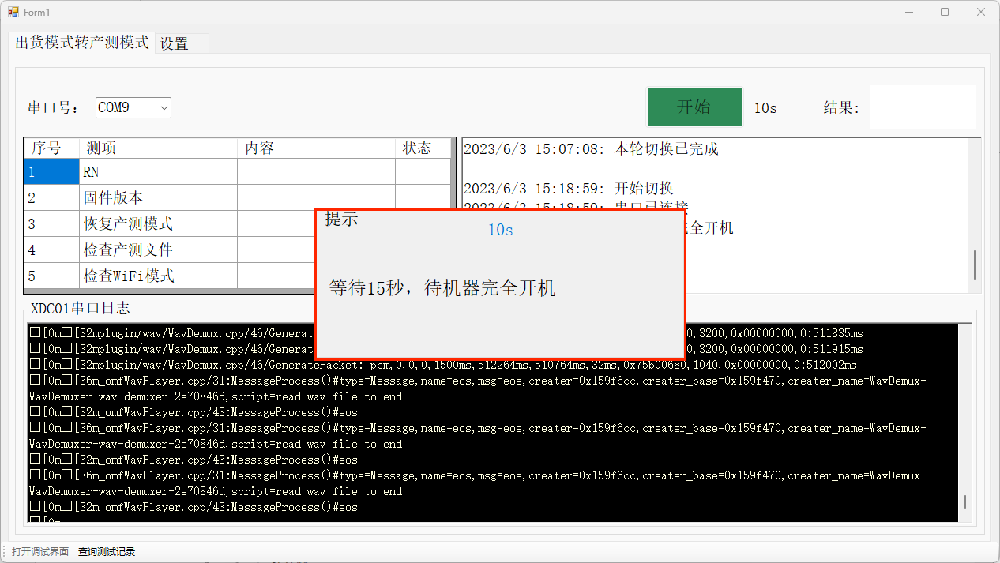 Form1
出货模式转产测模式 设置
串口号: COM9 开始 10s 结果:
序号 测项 内容 状态
1 RN
2 固件版本
3 恢复产测模式
4 检查产测文件
5 检查WiFi模式
2023/6/3 15:07:08: 本轮切换已完成
2023/6/3 15:18:59: 开始切换
2023/6/3 15:18:59: 串口已连接
全开机
提示
10s
等待15秒，待机器完全开机
XDC01串口日志
□[0m□[32mplugin/wav/WavDemux.cpp/46/Generat 0,3200,0x00000000,0:511835ms
□[0m□[32mplugin/wav/WavDemux.cpp/46/Generat 0,3200,0x00000000,0:511915ms
□[0m□[32mplugin/wav/WavDemux.cpp/46/GeneratePacket: pcm,0,0,0,1500ms,512264ms,510764ms,32ms,0x75b00680,1040,0x00000000,0:512002ms
□[0m□[36m_omfWavPlayer.cpp/31:MessageProcess()#type=Message,name=eos,msg=eos,creater=0x159f6cc,creater_base=0x159f470,creater_name=WavDemux-
WavDemuxer-wav-demuxer-2e70846d,script=read wav file to end
□[0m□[32m_omfWavPlayer.cpp/43:MessageProcess()#eos
□[0m□[36m_omfWavPlayer.cpp/31:MessageProcess()#type=Message,name=eos,msg=eos,creater=0x159f6cc,creater_base=0x159f470,creater_name=WavDemux-
WavDemuxer-wav-demuxer-2e70846d,script=read wav file to end
□[0m□[32m_omfWavPlayer.cpp/43:MessageProcess()#eos
□[0m□[36m_omfWavPlayer.cpp/31:MessageProcess()#type=Message,name=eos,msg=eos,creater=0x159f6cc,creater_base=0x159f470,creater_name=WavDemux-
WavDemuxer-wav-demuxer-2e70846d,script=read wav file to end
□[0m□[32m_omfWavPlayer.cpp/43:MessageProcess()#eos
打开调试界面 查询测试记录